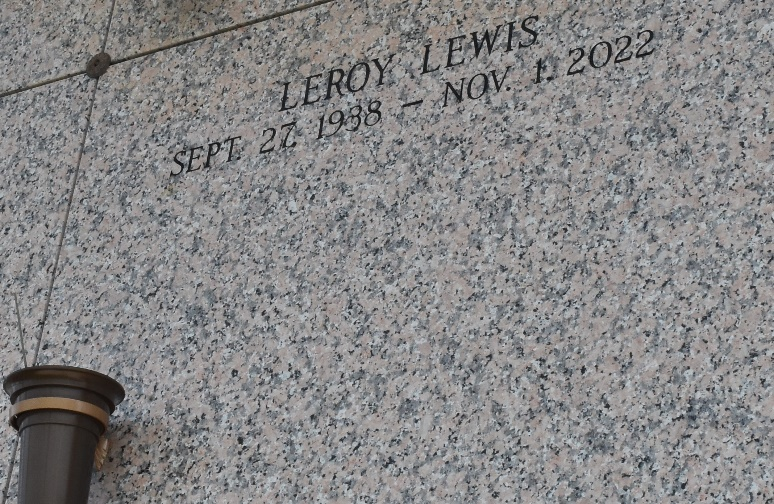 LEROY LEWIS
SEPT. 27, 1938 – NOV. 1, 2022